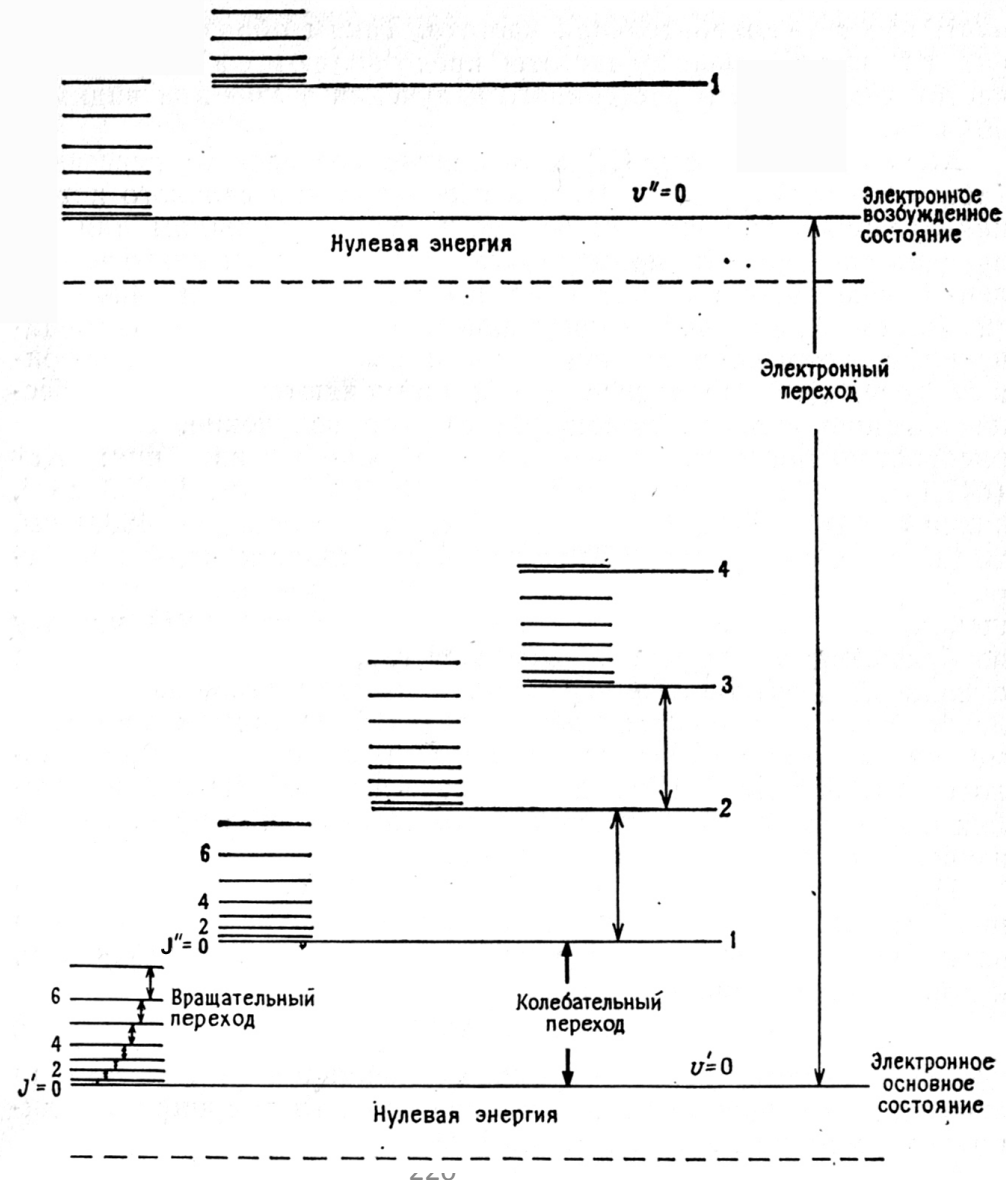 1
υ″=0
Электронное
возбужденное
состояние
Нулевая энергия
Электронный
переход
4
3
2
6
4
2
J″= 0
1
6
Вращательный
переход
4
2
J′= 0
Колебательный
переход
υ′=0
Электронное
основное
состояние
Нулевая энергия